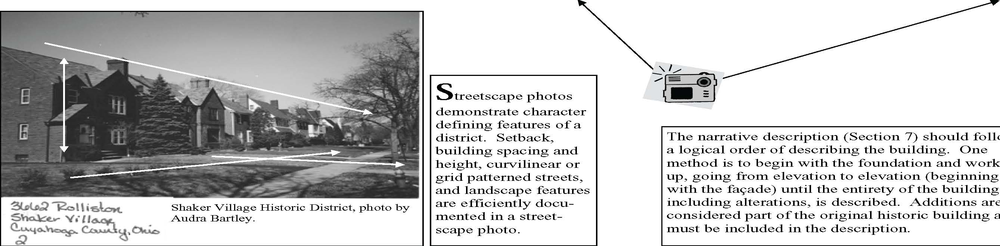 3662 Rolliston
Shaker Village
Cuyahoga County, Ohio
2
Shaker Village Historic District, photo by
Audra Bartley.
Streetscape photos
demonstrate character
defining features of a
district. Setback,
building spacing and
height, curvilinear or
grid patterned streets,
and landscape features
are efficiently docu-
mented in a street-
scape photo.
The narrative description (Section 7) should follo
a logical order of describing the building. One
method is to begin with the foundation and work
up, going from elevation to elevation (beginning
with the façade) until the entirety of the building
including alterations, is described. Additions are
considered part of the original historic building a
must be included in the description.